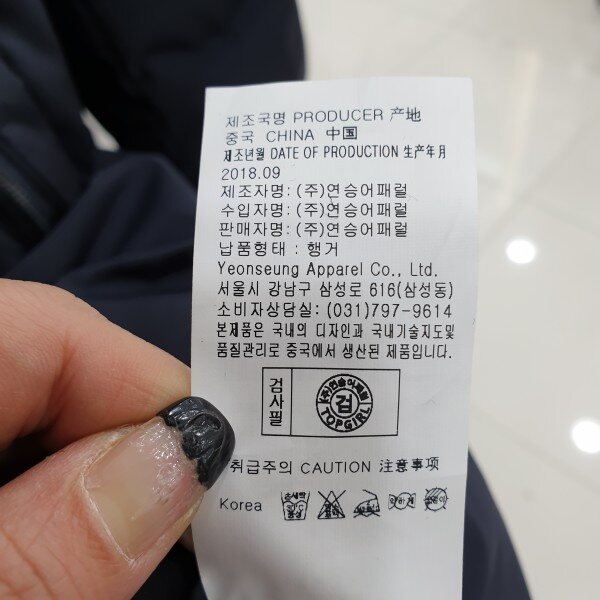 제조국명 PRODUCER 产地
중국 CHINA 中国
제조년월 DATE OF PRODUCTION 生产年月
2018.09
제조자명: (주)연승어패럴
수입자명: (주)연승어패럴
판매자명: (주)연승어패럴
납품형태 : 행거
Yeonseung Apparel Co., Ltd.
서울시 강남구 삼성로 616(삼성동)
소비자상담실: (031)797-9614
본제품은 국내의 디자인과 국내기술지도및
품질관리로 중국에서 생산된 제품입니다.
검사필
(주)연승어패럴
검
TOPGIRL
취급주의 CAUTION 注意事项
Korea